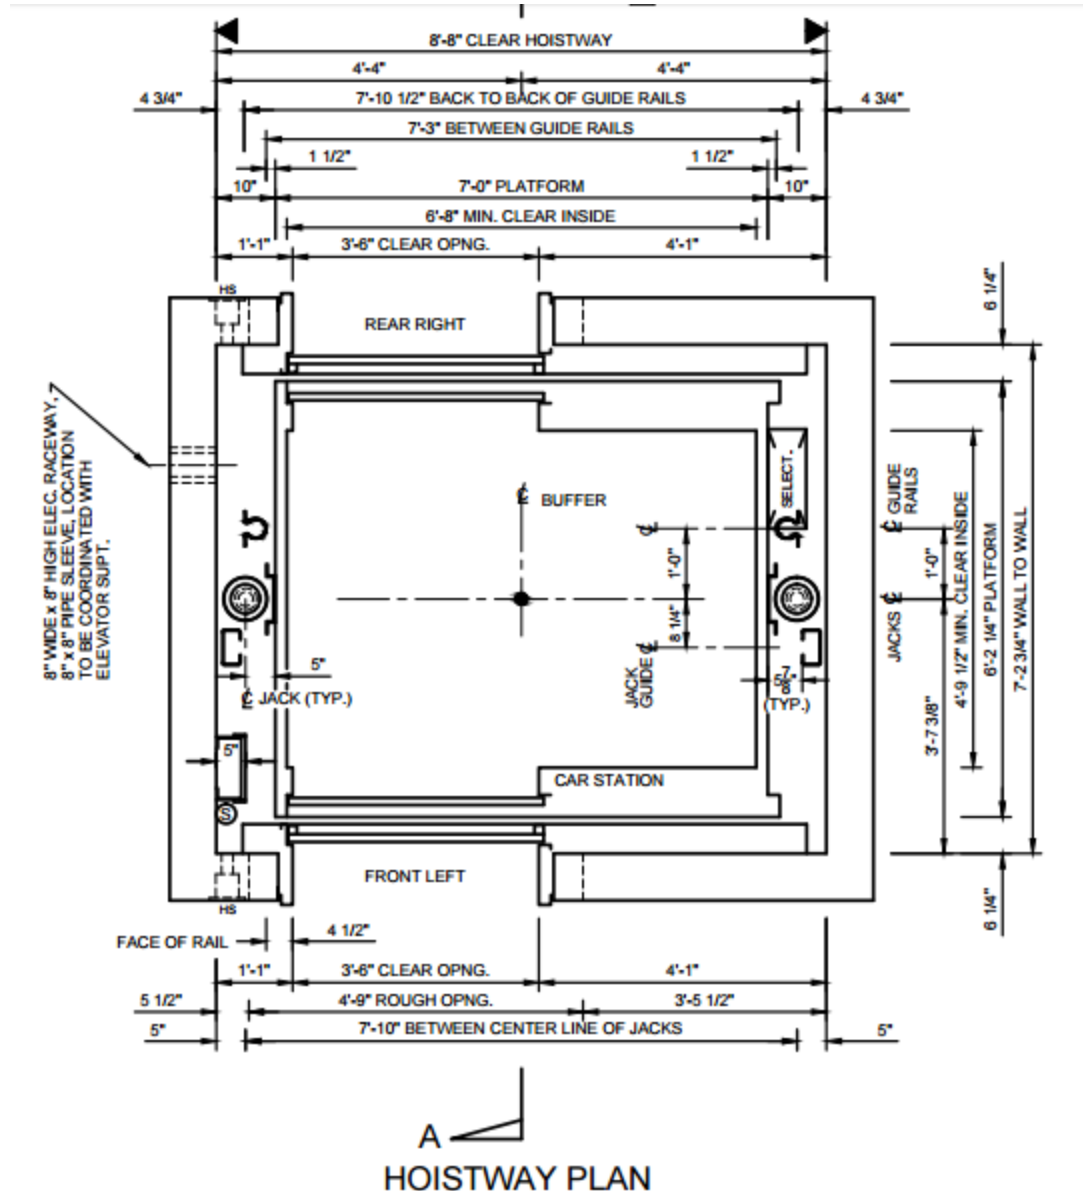 8'-8" CLEAR HOISTWAY
4'-4" 4'-4"
4 3/4" 7'-10 1/2" BACK TO BACK OF GUIDE RAILS 4 3/4"
7'-3" BETWEEN GUIDE RAILS
1 1/2" 1 1/2"
10" 7'-0" PLATFORM 10"
6'-8" MIN. CLEAR INSIDE
1'-1" 3'-6" CLEAR OPNG. 4'-1"
HS
REAR RIGHT
6 1/4"
8" WIDE x 8" HIGH ELEC. RACEWAY,
8" x 8" PIPE SLEEVE, LOCATION
TO BE COORDINATED WITH
ELEVATOR SUPT.
SELECT.
℄ BUFFER
℄ GUIDE
RAILS
℄
1'-0"
1'-0"
JACKS ℄
8 1/4"
℄
JACK
GUIDE
5"
℄ JACK (TYP.)
5 7/8"
(TYP.)
3'-7 3/8"
4'-9 1/2" MIN. CLEAR INSIDE
6'-2 1/4" PLATFORM
7'-2 3/4" WALL TO WALL
5"
CAR STATION
S
FRONT LEFT
HS
6 1/4"
FACE OF RAIL 4 1/2"
1'-1" 3'-6" CLEAR OPNG. 4'-1"
5 1/2" 4'-9" ROUGH OPNG. 3'-5 1/2"
5" 7'-10" BETWEEN CENTER LINE OF JACKS 5"
A
HOISTWAY PLAN